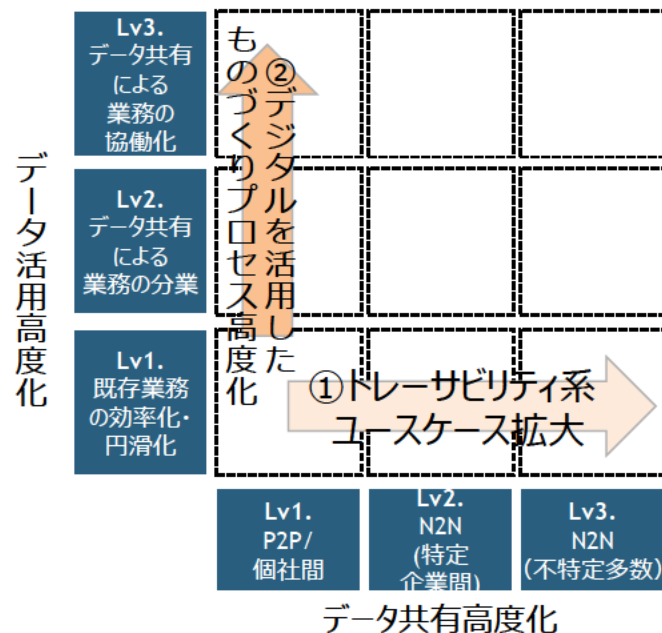 データ活用高度化
Lv3.
データ共有
による
業務の
協働化
Lv2.
データ共有
による
業務の分業
Lv1.
既存業務
の効率化・
円滑化
②デジタルを活用した
ものづくりプロセス高度化
①トレーサビリティ系
ユースケース拡大
Lv1.
P2P/
個社間
Lv2.
N2N
(特定
企業間)
Lv3.
N2N
(不特定多数)
データ共有高度化